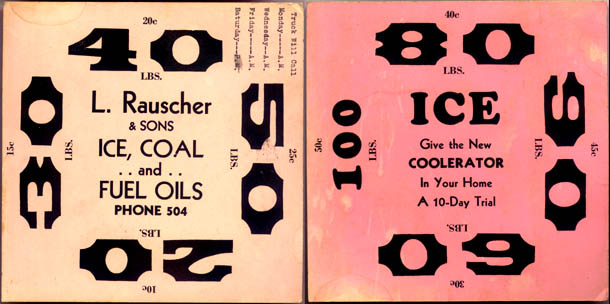 20c
40
LBS.
Truck Will Call
Monday---A.M.
Wednesday--A.M.
Friday----A.M.
Saturday---
15c
30
LBS.
L. Rauscher
& SONS
ICE, COAL
. . and . .
FUEL OILS
PHONE 504
LBS.
50
25c
LBS.
20
10c
40c
80
LBS.
50c
100
LBS.
ICE
Give the New
COOLERATOR
In Your Home
A 10-Day Trial
90
45c
LBS.
60
30c